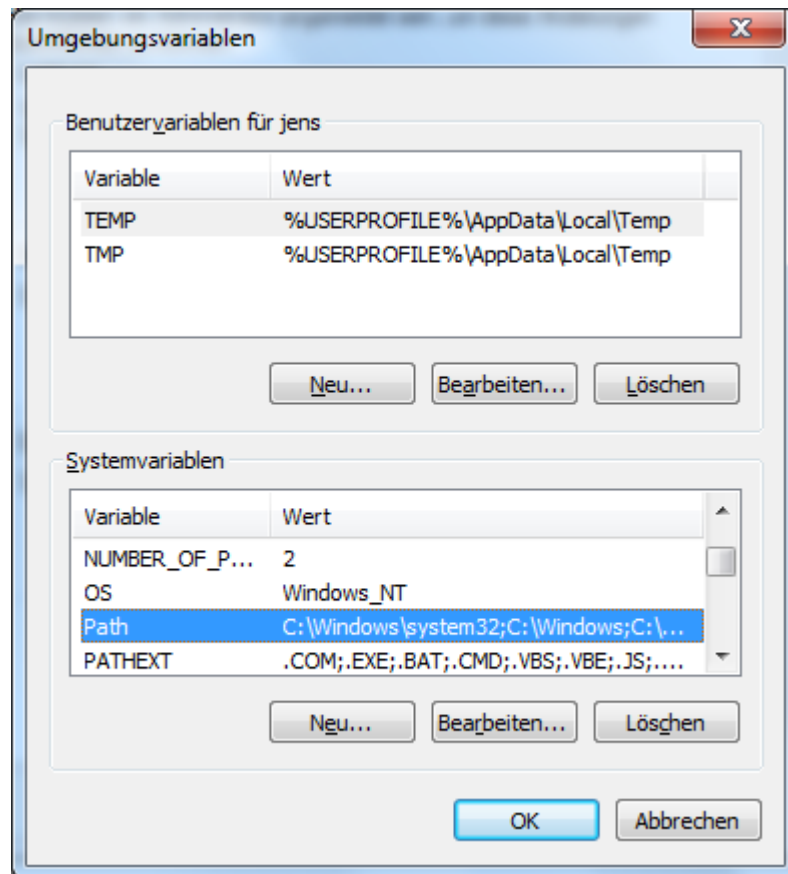 Umgebungsvariablen
Benutzervariablen für jens
Variable Wert
TEMP %USERPROFILE%\AppData\Local\Temp
TMP %USERPROFILE%\AppData\Local\Temp
Neu... Bearbeiten... Löschen
Systemvariablen
Variable Wert
NUMBER_OF_P... 2
OS Windows_NT
Path C:\Windows\system32;C:\Windows;C:\...
PATHEXT .COM;.EXE;.BAT;.CMD;.VBS;.VBE;.JS;....
Neu... Bearbeiten... Löschen
OK Abbrechen